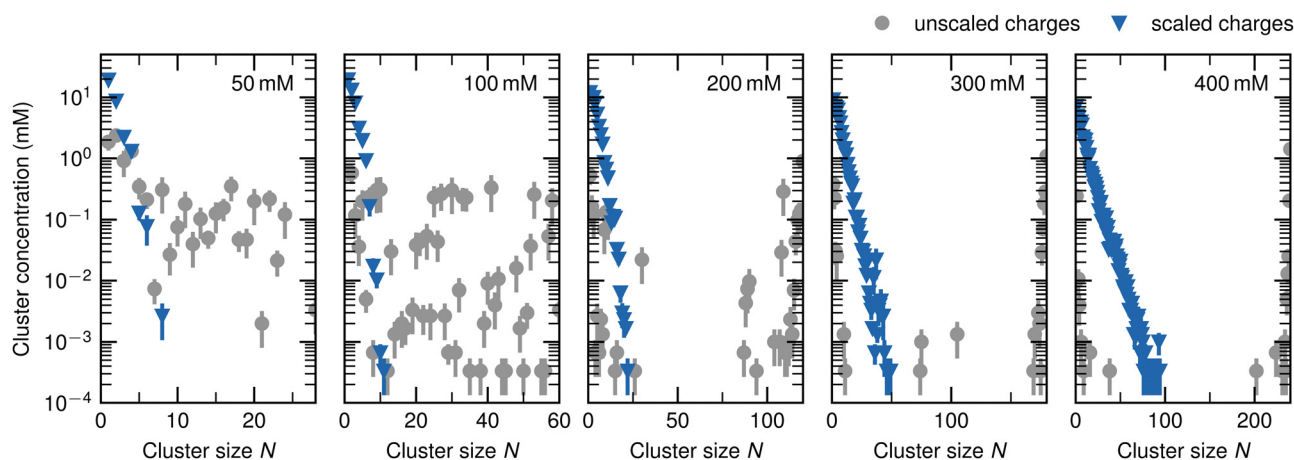 unscaled charges scaled charges
50 mM 100 mM 200 mM 300 mM 400 mM
Cluster concentration (mM)
10¹
10⁰
10⁻¹
10⁻²
10⁻³
10⁻⁴
0 10 20 0 20 40 60 0 50 100 0 100 0 100 200
Cluster size N Cluster size N Cluster size N Cluster size N Cluster size N